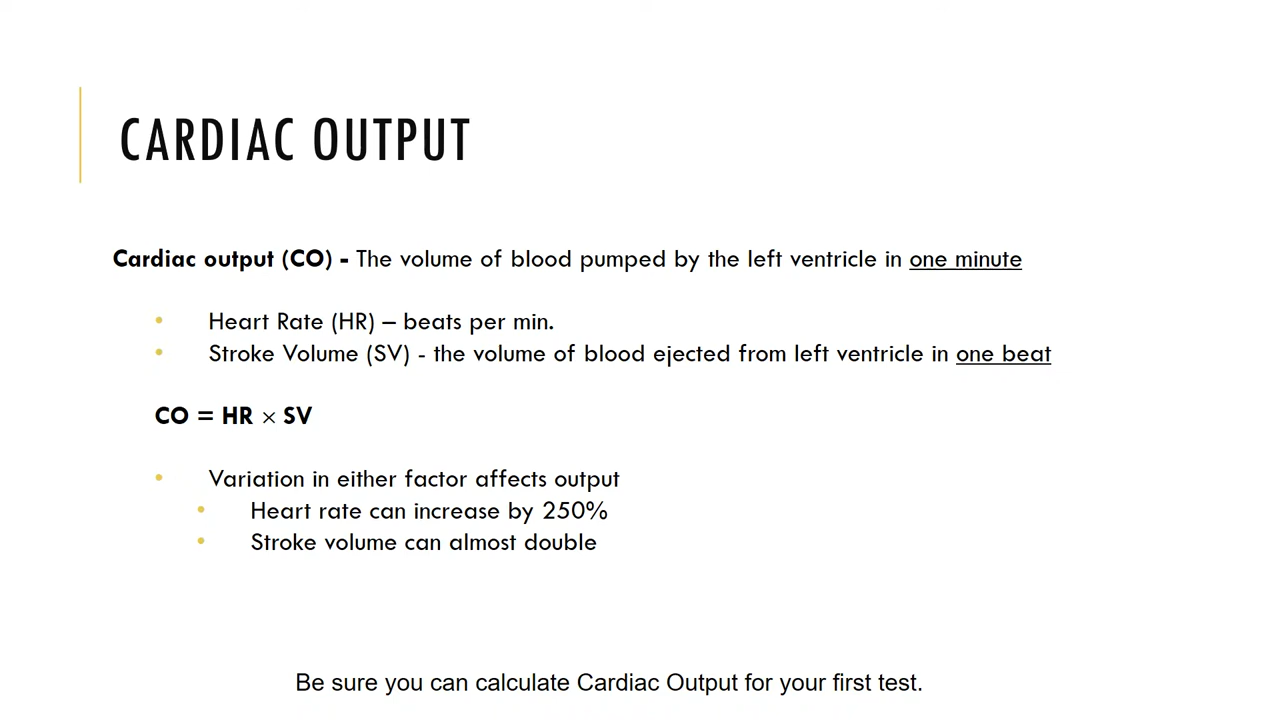 CARDIAC OUTPUT
Cardiac output (CO) - The volume of blood pumped by the left ventricle in one minute
• Heart Rate (HR) – beats per min.
• Stroke Volume (SV) - the volume of blood ejected from left ventricle in one beat
CO = HR × SV
• Variation in either factor affects output
• Heart rate can increase by 250%
• Stroke volume can almost double
Be sure you can calculate Cardiac Output for your first test.